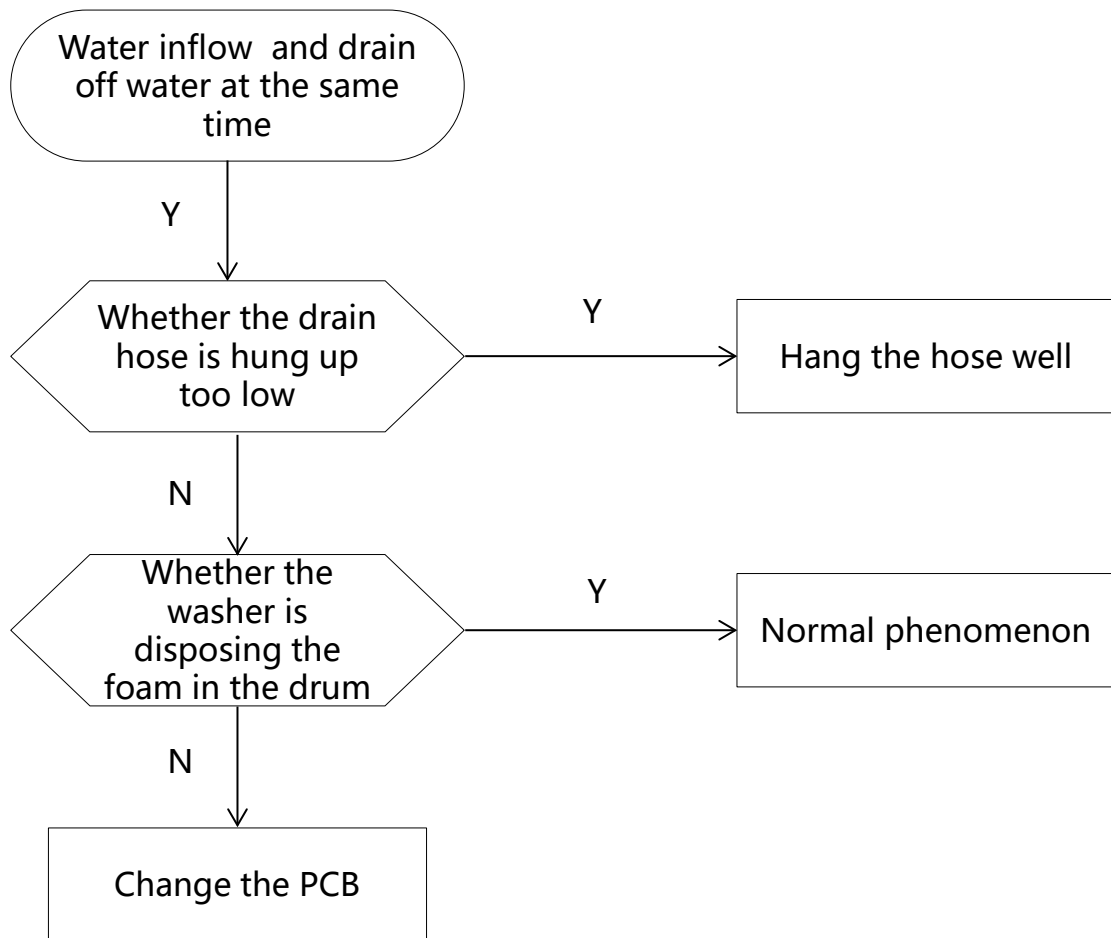 Water inflow  and drain
off water at the same
time
Y
Whether the drain
hose is hung up
too low
Y
Hang the hose well
N
Whether the
washer is
disposing the
foam in the drum
Y
Normal phenomenon
N
Change the PCB